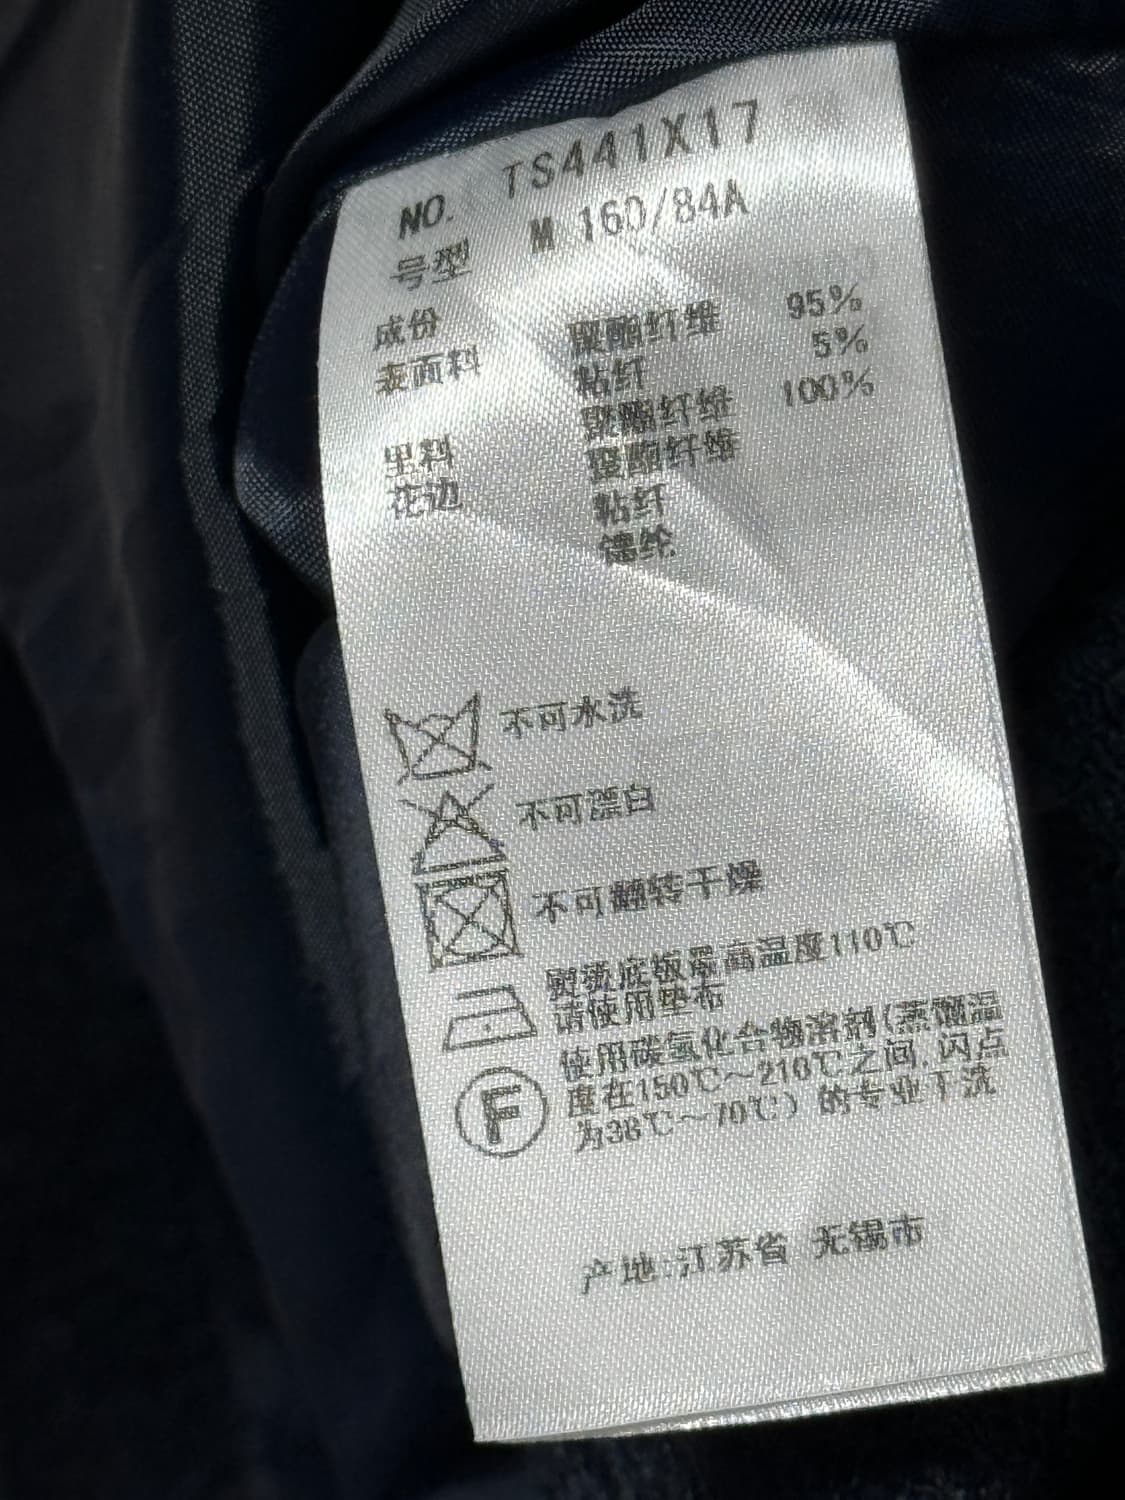 NO. TS441X17
号型 M 160/84A
成份
表面料 聚酯纤维 95%
粘纤 5%
里料 聚酯纤维 100%
花边 聚酯纤维
粘纤
锦纶
不可水洗
不可漂白
不可翻转干燥
熨烫底板最高温度110℃
请使用垫布
使用碳氢化合物溶剂(蒸馏温
度在150℃～210℃之间,闪点
为38℃～70℃）的专业干洗
F
产地:江苏省 无锡市